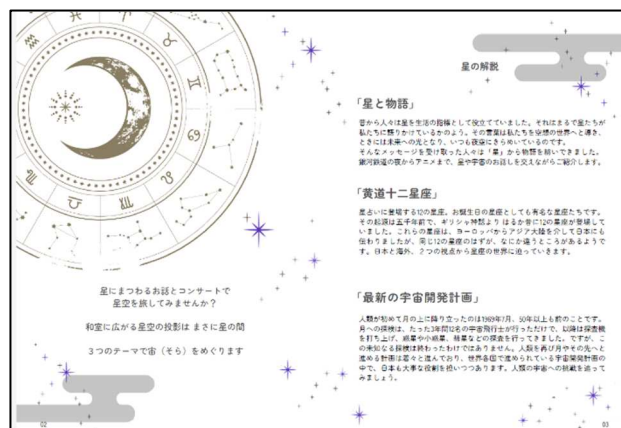 星にまつわるお話とコンサートで
星空を旅してみませんか？
和室に広がる星空の投影は まさに星の間
３つのテーマで宙（そら）をめぐります
02
星の解説
「星と物語」
昔から人々は星を生活の指標として役立てていました。それはまるで星たちが
私たちに語りかけているかのよう。その言葉は私たちを空想の世界へと導き、
ときには未来への光となり、いつも夜空にきらめいているのです。
そんなメッセージを受け取った人々は「星」から物語を紡いできました。
銀河鉄道の夜からアニメまで、星や宇宙のお話しを交えながらご紹介します。
「黄道十二星座」
星占いに登場する12の星座。お誕生日の星座としても有名な星座たちです。
その起源は五千年前で、ギリシャ神話より はるか昔に12の星座が登場して
いました。これらの星座は、ヨーロッパからアジア大陸を介して日本にも
伝わりましたが、同じ12の星座のはずが、なにか違うところがあるようで
す。日本と海外、２つの視点から星座の世界に迫っていきます。
「最新の宇宙開発計画」
人類が初めて月の上に降り立ったのは1969年7月、50年以上も前のことです。
月への探検は、たった3年間12名の宇宙飛行士が行っただけで、以降は探査機
を打ち上げ、惑星や小惑星、彗星などの探査を行ってきました。ですが、こ
の未知なる探検は終わったわけではありません。人類を再び月やその先へと
進める計画は着々と進んでおり、世界各国で進められている宇宙開発計画の
中で、日本も大事な役割を担いつつあります。人類の宇宙への挑戦を追って
みましょう。
03